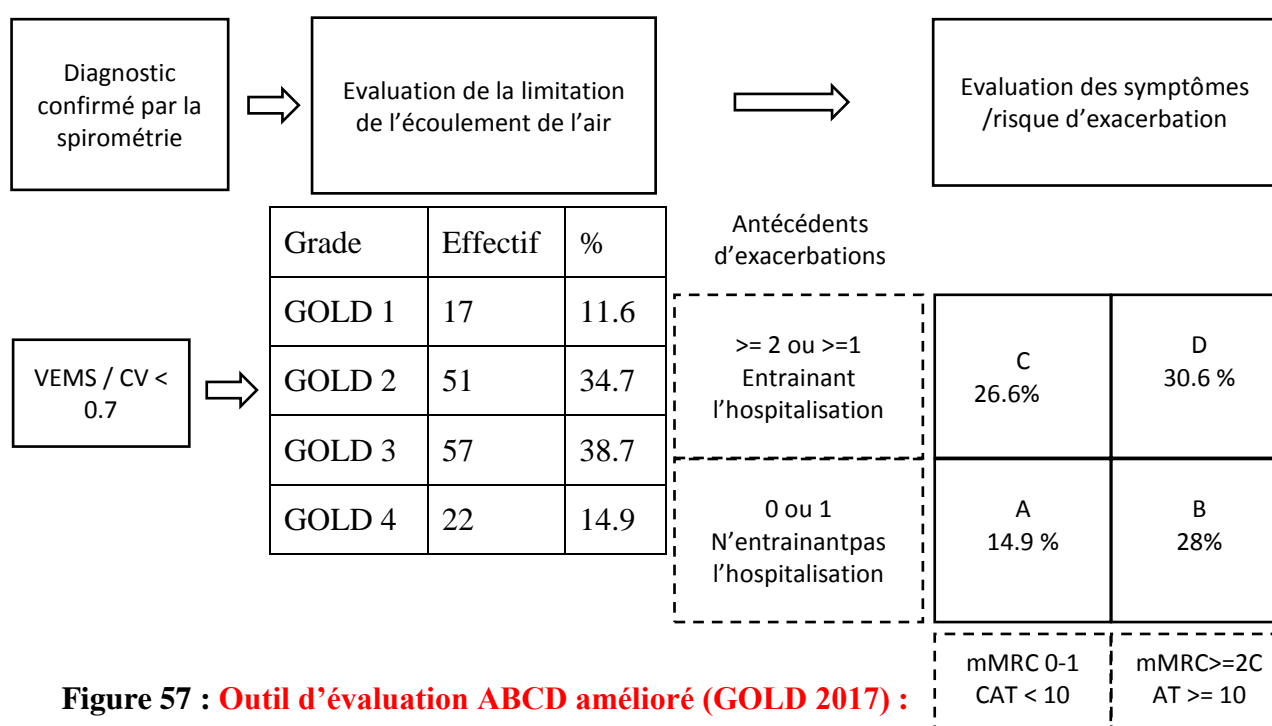 Diagnostic
confirmé par la
spirométrie
Evaluation de la limitation
de l'écoulement de l'air
Evaluation des symptômes
/risque d'exacerbation
VEMS / CV <
0.7
Grade Effectif %
GOLD 1 17 11.6
GOLD 2 51 34.7
GOLD 3 57 38.7
GOLD 4 22 14.9
Antécédents
d'exacerbations
>= 2 ou >=1
Entrainant
l'hospitalisation
C
26.6%
D
30.6 %
0 ou 1
N'entrainantpas
l'hospitalisation
A
14.9 %
B
28%
mMRC 0-1
CAT < 10
mMRC>=2C
AT >= 10
Figure 57 : Outil d'évaluation ABCD amélioré (GOLD 2017) :